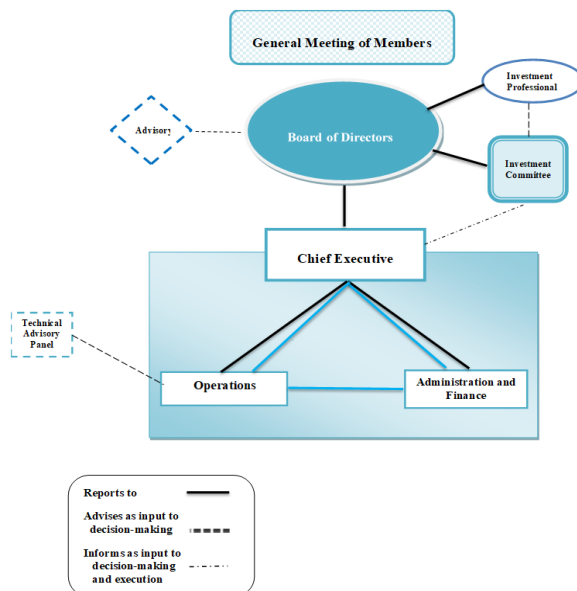 General Meeting of Members
Investment
Professional
Advisory
Board of Directors
Investment
Committee
Chief Executive
Technical
Advisory
Panel
Operations
Administration and
Finance
Reports to
Advises as input to
decision-making
Informs as input to
decision-making
and execution